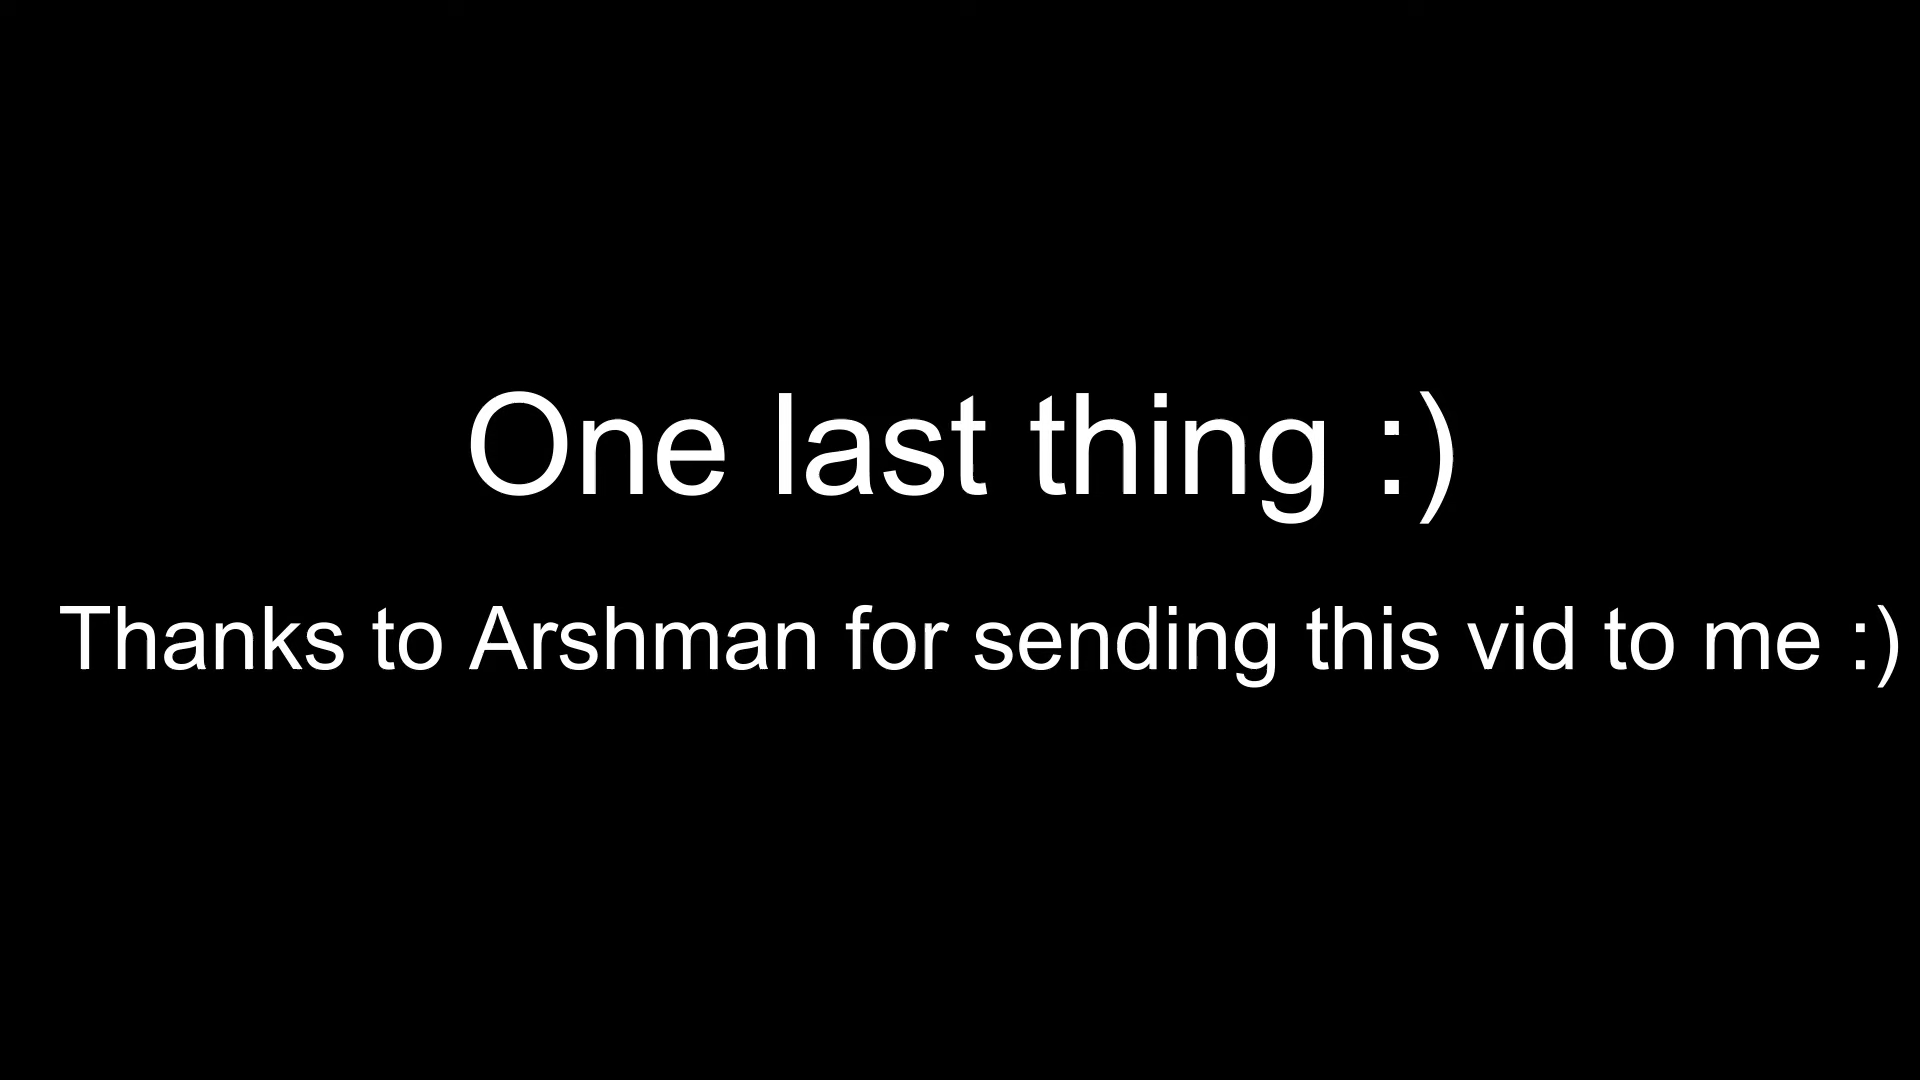 One last thing :)
Thanks to Arshman for sending this vid to me :)